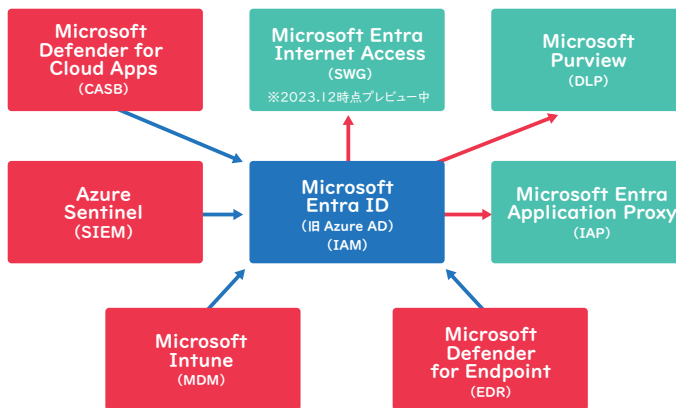 Microsoft
Defender for
Cloud Apps
(CASB)
Microsoft Entra
Internet Access
(SWG)
※2023.12時点プレビュー中
Microsoft
Purview
(DLP)
Azure
Sentinel
(SIEM)
Microsoft
Entra ID
(旧 Azure AD)
(IAM)
Microsoft Entra
Application Proxy
(IAP)
Microsoft
Intune
(MDM)
Microsoft
Defender
for Endpoint
(EDR)